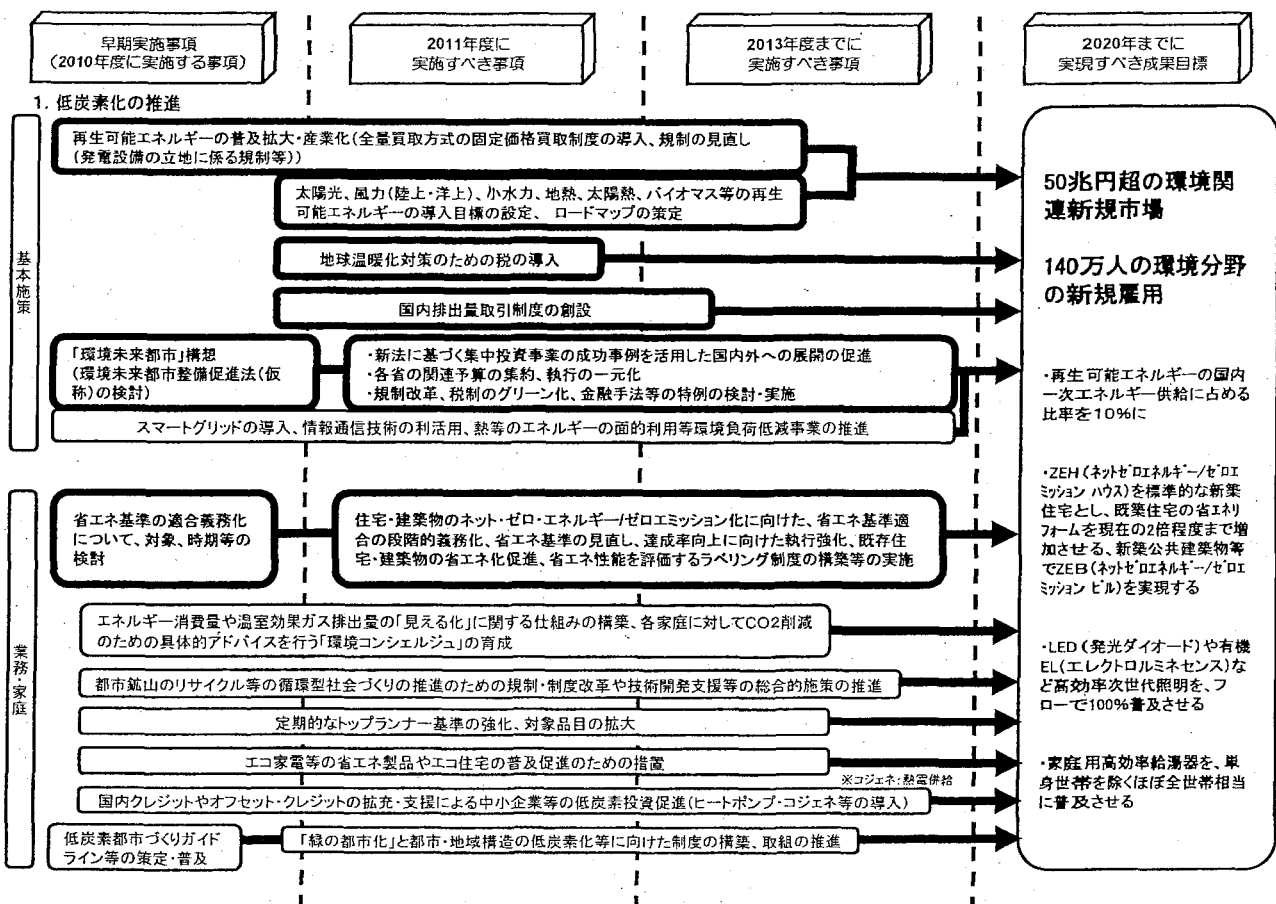 早期実施事項
（2010年度に実施する事項）
2011年度に
実施すべき事項
2013年度までに
実施すべき事項
2020年までに
実現すべき成果目標
1. 低炭素化の推進
基本施策
再生可能エネルギーの普及拡大・産業化(全量買取方式の固定価格買取制度の導入、規制の見直し
(発電設備の立地に係る規制等))
太陽光、風力(陸上・洋上)、小水力、地熱、太陽熱、バイオマス等の再生
可能エネルギーの導入目標の設定、 ロードマップの策定
地球温暖化対策のための税の導入
国内排出量取引制度の創設
「環境未来都市」構想
(環境未来都市整備促進法(仮
称)の検討)
・新法に基づく集中投資事業の成功事例を活用した国内外への展開の促進
・各省の関連予算の集約、執行の一元化
・規制改革、税制のグリーン化、金融手法等の特例の検討・実施
スマートグリッドの導入、情報通信技術の利活用、熱等のエネルギーの面的利用等環境負荷低減事業の推進
業務・家庭
省エネ基準の適合義務化
について、対象、時期等の
検討
住宅・建築物のネット・ゼロ・エネルギー/ゼロエミッション化に向けた、省エネ基準適
合の段階的義務化、省エネ基準の見直し、達成率向上に向けた執行強化、既存住
宅・建築物の省エネ化促進、省エネ性能を評価するラベリング制度の構築等の実施
エネルギー消費量や温室効果ガス排出量の「見える化」に関する仕組みの構築、各家庭に対してCO2削減
のための具体的アドバイスを行う「環境コンシェルジュ」の育成
都市鉱山のリサイクル等の循環型社会づくりの推進のための規制・制度改革や技術開発支援等の総合的施策の推進
定期的なトップランナー基準の強化、対象品目の拡大
エコ家電等の省エネ製品やエコ住宅の普及促進のための措置
※コジェネ：熱電併給
国内クレジットやオフセット・クレジットの拡充・支援による中小企業等の低炭素投資促進(ヒートポンプ・コジェネ等の導入)
低炭素都市づくりガイド
ライン等の策定・普及
「緑の都市化」と都市・地域構造の低炭素化等に向けた制度の構築、取組の推進
50兆円超の環境関
連新規市場
140万人の環境分野
の新規雇用
・再生可能エネルギーの国内
一次エネルギー供給に占める
比率を10%に
・ZEH(ネットゼロエネルギー/ゼロエ
ミッション ハウス)を標準的な新築
住宅とし、既築住宅の省エネリ
フォームを現在の2倍程度まで増
加させる、新築公共建築物等
でZEB(ネットゼロエネルギー/ゼロエ
ミッション ビル)を実現する
・LED(発光ダイオード)や有機
EL(エレクトロルミネセンス)な
ど高効率次世代照明を、フ
ローで100%普及させる
・家庭用高効率給湯器を、単
身世帯を除くほぼ全世帯相当
に普及させる